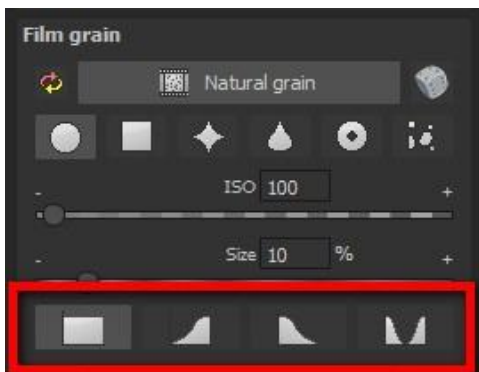 Film grain
Natural grain
ISO 100
- +
Size 10 %
- +